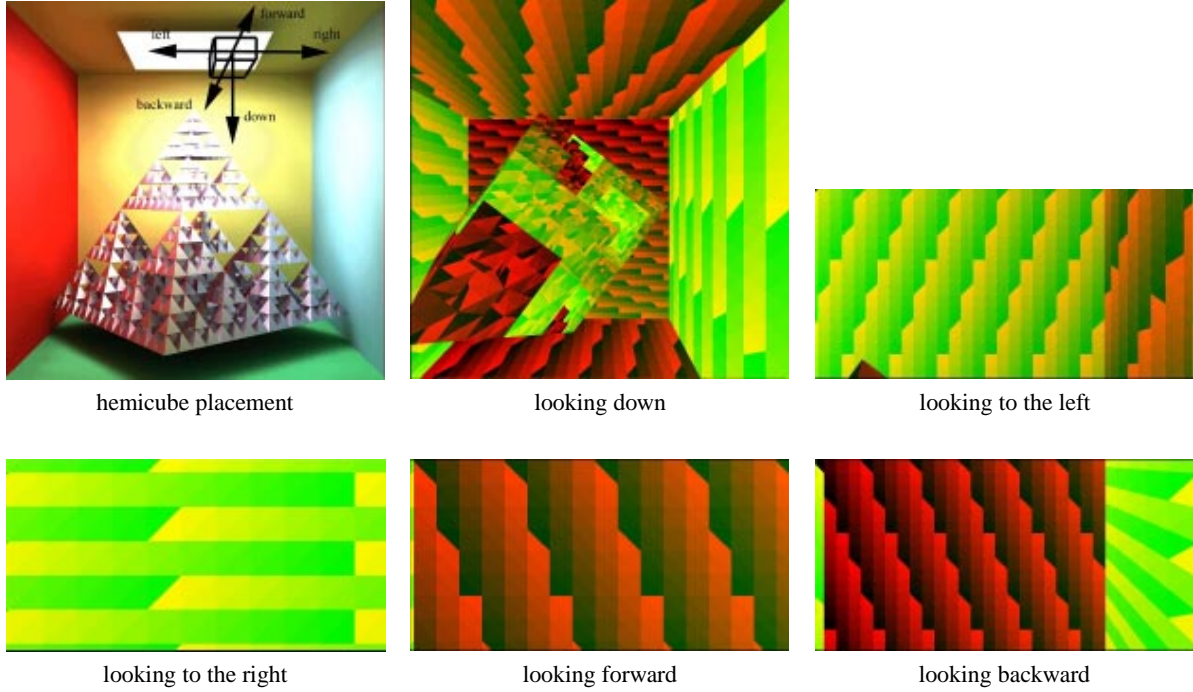 forward
left
right
backward
down
hemicube placement
looking down
looking to the left
looking to the right
looking forward
looking backward